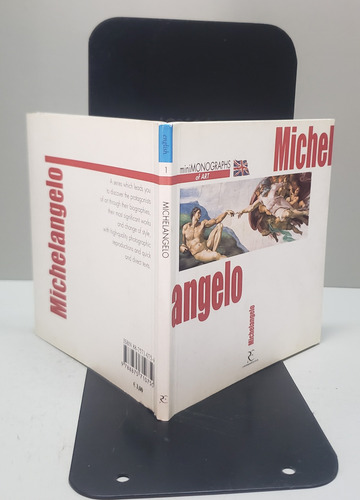 Michelangelo
A series which leads you
to discover the protagonists
of art through their biographies,
their most significant works
and change of style,
with high-quality photographic
reproductions and quick
and direct texts.
english
1
MICHELANGELO
miniMONOGRAPHS
of ART
Michel
angelo
Michelangelo